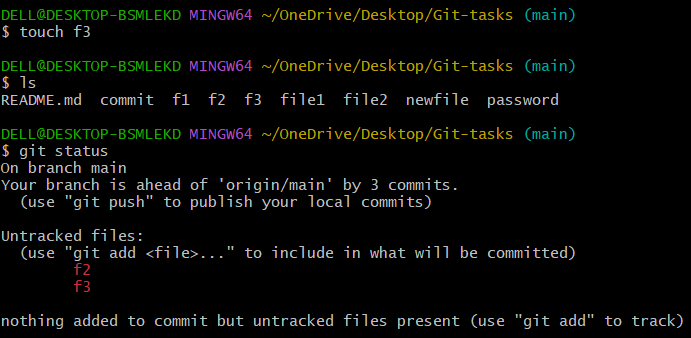 DELL@DESKTOP-BSMLEKD MINGW64 ~/OneDrive/Desktop/Git-tasks (main)
$ touch f3
DELL@DESKTOP-BSMLEKD MINGW64 ~/OneDrive/Desktop/Git-tasks (main)
$ ls
README.md  commit  f1  f2  f3  file1  file2  newfile  password
DELL@DESKTOP-BSMLEKD MINGW64 ~/OneDrive/Desktop/Git-tasks (main)
$ git status
On branch main
Your branch is ahead of 'origin/main' by 3 commits.
  (use "git push" to publish your local commits)
Untracked files:
  (use "git add <file>..." to include in what will be committed)
        f2
        f3
nothing added to commit but untracked files present (use "git add" to track)